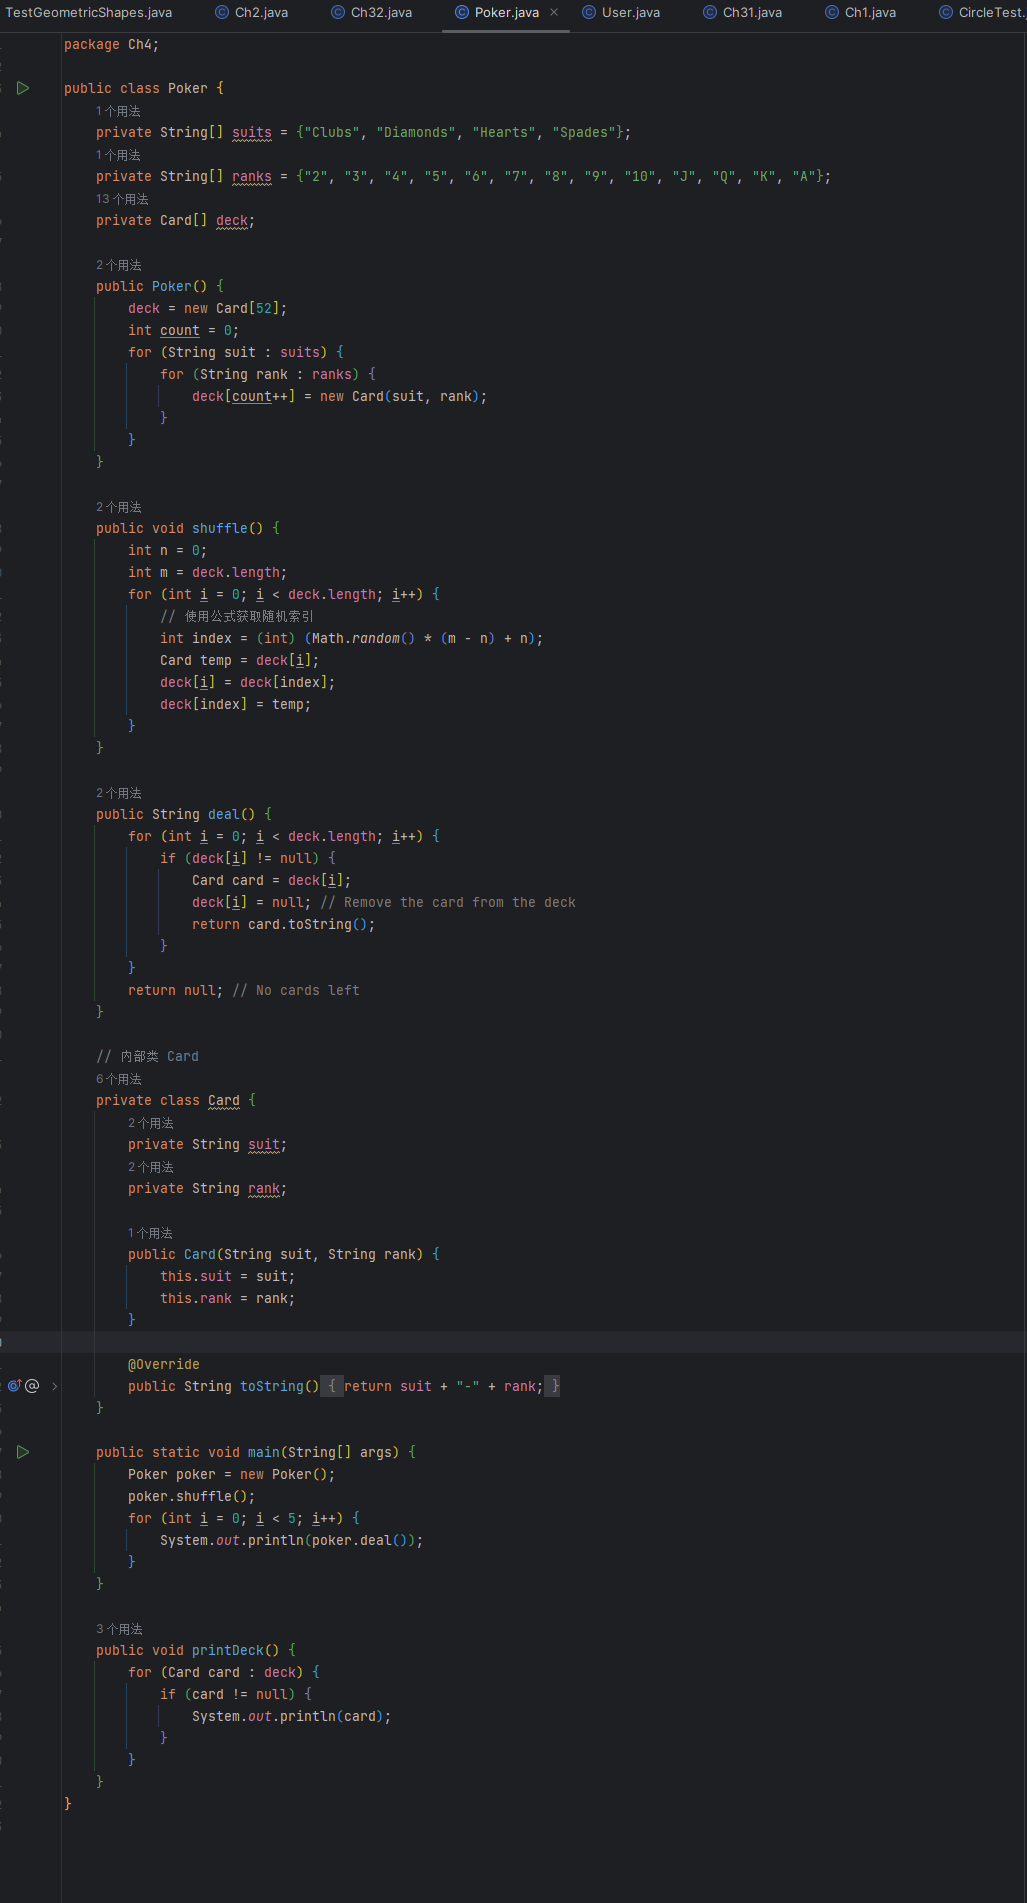 TestGeometricShapes.java Ch2.java Ch32.java Poker.java × User.java Ch31.java Ch1.java CircleTest.
package Ch4;
public class Poker {
1个用法
private String[] suits = {"Clubs", "Diamonds", "Hearts", "Spades"};
1个用法
private String[] ranks = {"2", "3", "4", "5", "6", "7", "8", "9", "10", "J", "Q", "K", "A"};
13个用法
private Card[] deck;
2个用法
public Poker() {
deck = new Card[52];
int count = 0;
for (String suit : suits) {
for (String rank : ranks) {
deck[count++] = new Card(suit, rank);
}
}
}
2个用法
public void shuffle() {
int n = 0;
int m = deck.length;
for (int i = 0; i < deck.length; i++) {
// 使用公式获取随机索引
int index = (int) (Math.random() * (m - n) + n);
Card temp = deck[i];
deck[i] = deck[index];
deck[index] = temp;
}
}
2个用法
public String deal() {
for (int i = 0; i < deck.length; i++) {
if (deck[i] != null) {
Card card = deck[i];
deck[i] = null; // Remove the card from the deck
return card.toString();
}
}
return null; // No cards left
}
// 内部类 Card
6个用法
private class Card {
2个用法
private String suit;
2个用法
private String rank;
1个用法
public Card(String suit, String rank) {
this.suit = suit;
this.rank = rank;
}
@Override
public String toString() { return suit + "-" + rank; }
}
public static void main(String[] args) {
Poker poker = new Poker();
poker.shuffle();
for (int i = 0; i < 5; i++) {
System.out.println(poker.deal());
}
}
3个用法
public void printDeck() {
for (Card card : deck) {
if (card != null) {
System.out.println(card);
}
}
}
}